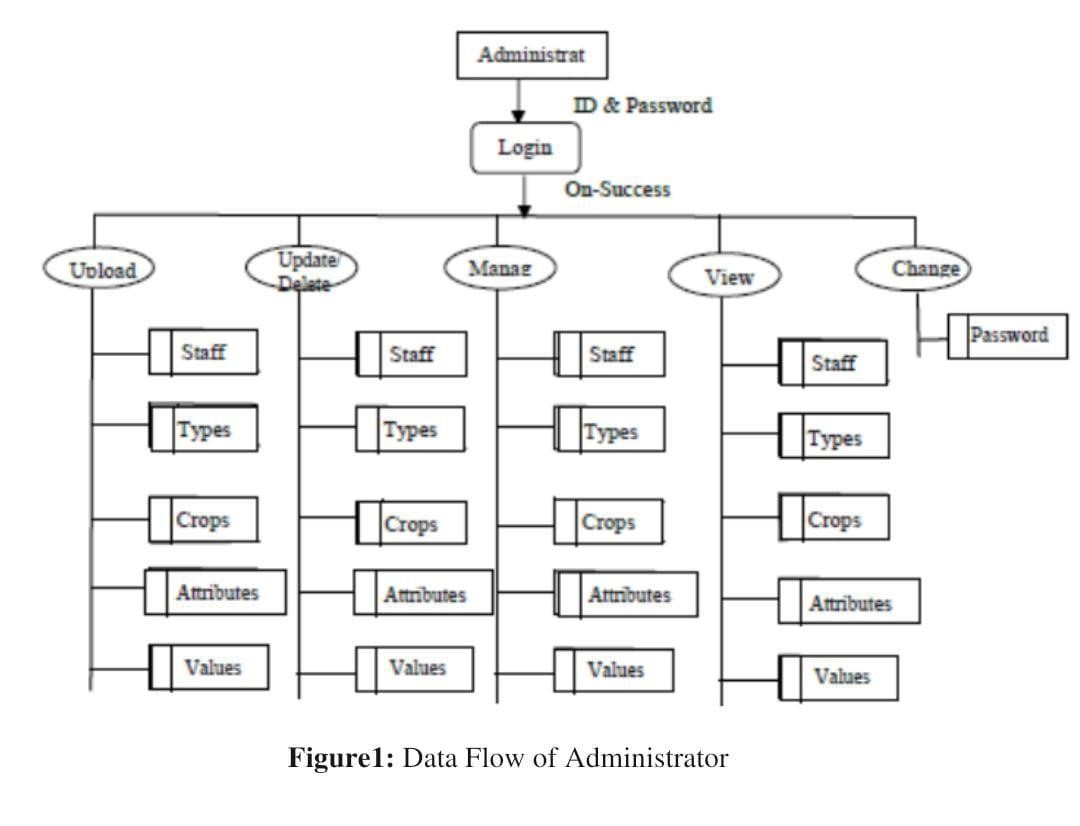 Administrat
ID & Password
Login
On-Success
Upload
Update/
Delete
Manag
View
Change
Password
Staff
Types
Crops
Attributes
Values
Staff
Types
Crops
Attributes
Values
Staff
Types
Crops
Attributes
Values
Staff
Types
Crops
Attributes
Values
Figure1: Data Flow of Administrator